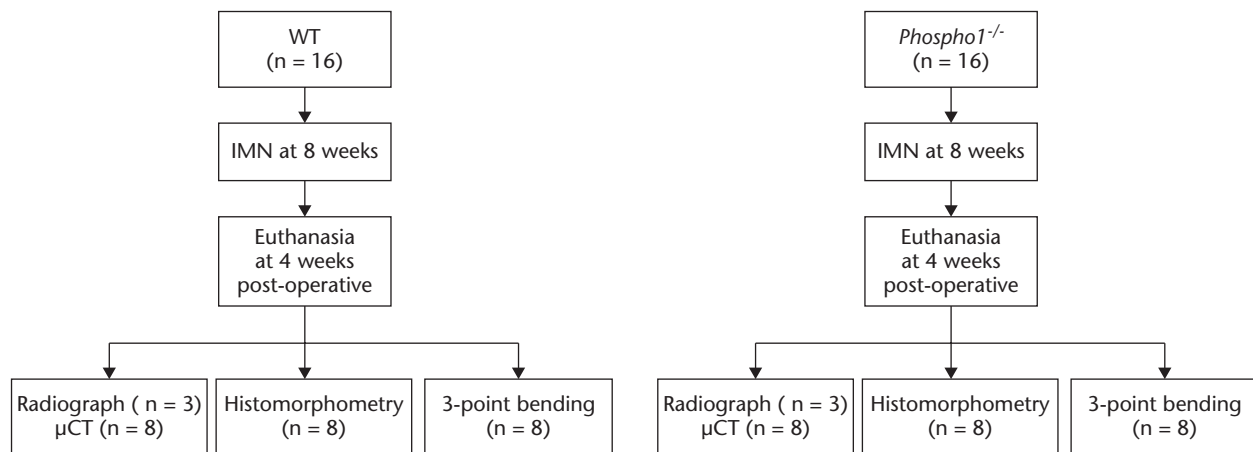 WT
(n = 16)
IMN at 8 weeks
Euthanasia
at 4 weeks
post-operative
Radiograph ( n = 3)
µCT (n = 8)
Histomorphometry
(n = 8)
3-point bending
(n = 8)
Phospho1-/-
(n = 16)
IMN at 8 weeks
Euthanasia
at 4 weeks
post-operative
Radiograph ( n = 3)
µCT (n = 8)
Histomorphometry
(n = 8)
3-point bending
(n = 8)